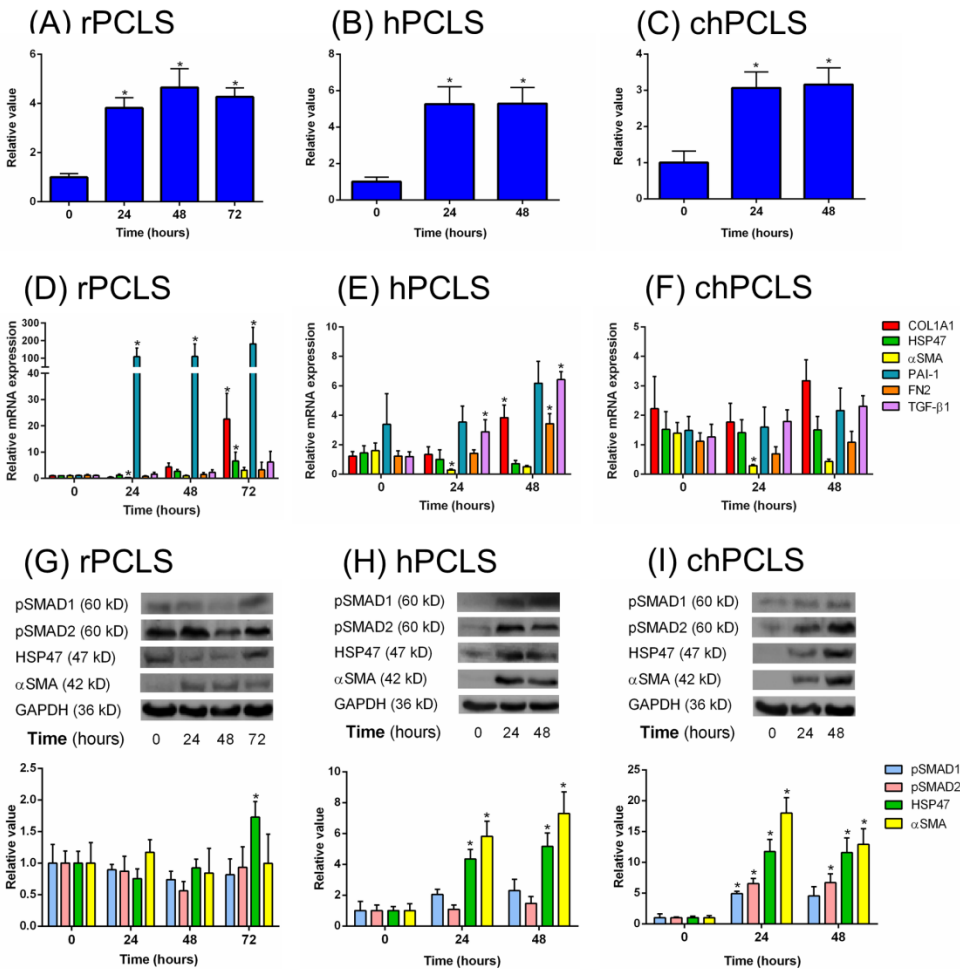 (A) rPCLS
(B) hPCLS
(C) chPCLS
Relative value
6
4
2
0
*
*
*
0 24 48 72
Time (hours)
Relative value
8
6
4
2
0
*
*
0 24 48
Time (hours)
Relative value
4
3
2
1
0
*
*
0 24 48
Time (hours)
(D) rPCLS
(E) hPCLS
(F) chPCLS
Relative mRNA expression
300
200
100
40
30
20
10
0
*
*
*
*
*
*
0 24 48 72
Time (hours)
Relative mRNA expression
10
8
6
4
2
0
*
*
*
*
*
0 24 48
Time (hours)
Relative mRNA expression
5
4
3
2
1
0
*
0 24 48
Time (hours)
COL1A1
HSP47
αSMA
PAI-1
FN2
TGF-β1
(G) rPCLS
(H) hPCLS
(I) chPCLS
pSMAD1 (60 kD)
pSMAD2 (60 kD)
HSP47 (47 kD)
αSMA (42 kD)
GAPDH (36 kD)
Time (hours) 0 24 48 72
pSMAD1 (60 kD)
pSMAD2 (60 kD)
HSP47 (47 kD)
αSMA (42 kD)
GAPDH (36 kD)
Time (hours) 0 24 48
pSMAD1 (60 kD)
pSMAD2 (60 kD)
HSP47 (47 kD)
αSMA (42 kD)
GAPDH (36 kD)
Time (hours) 0 24 48
Relative value
2.5
2.0
1.5
1.0
0.5
0.0
*
0 24 48 72
Time (hours)
Relative value
10
8
6
4
2
0
*
*
*
*
0 24 48
Time (hours)
Relative value
25
20
15
10
5
0
*
*
*
*
*
*
*
0 24 48
Time (hours)
pSMAD1
pSMAD2
HSP47
αSMA